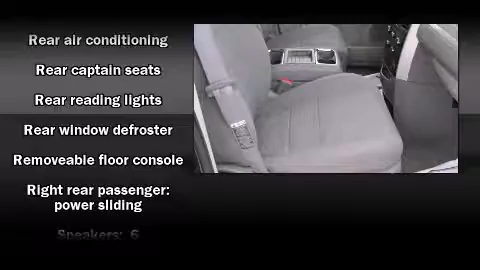 Rear air conditioning
Rear captain seats
Rear reading lights
Rear window defroster
Removeable floor console
Right rear passenger:
power sliding
Speakers: 6